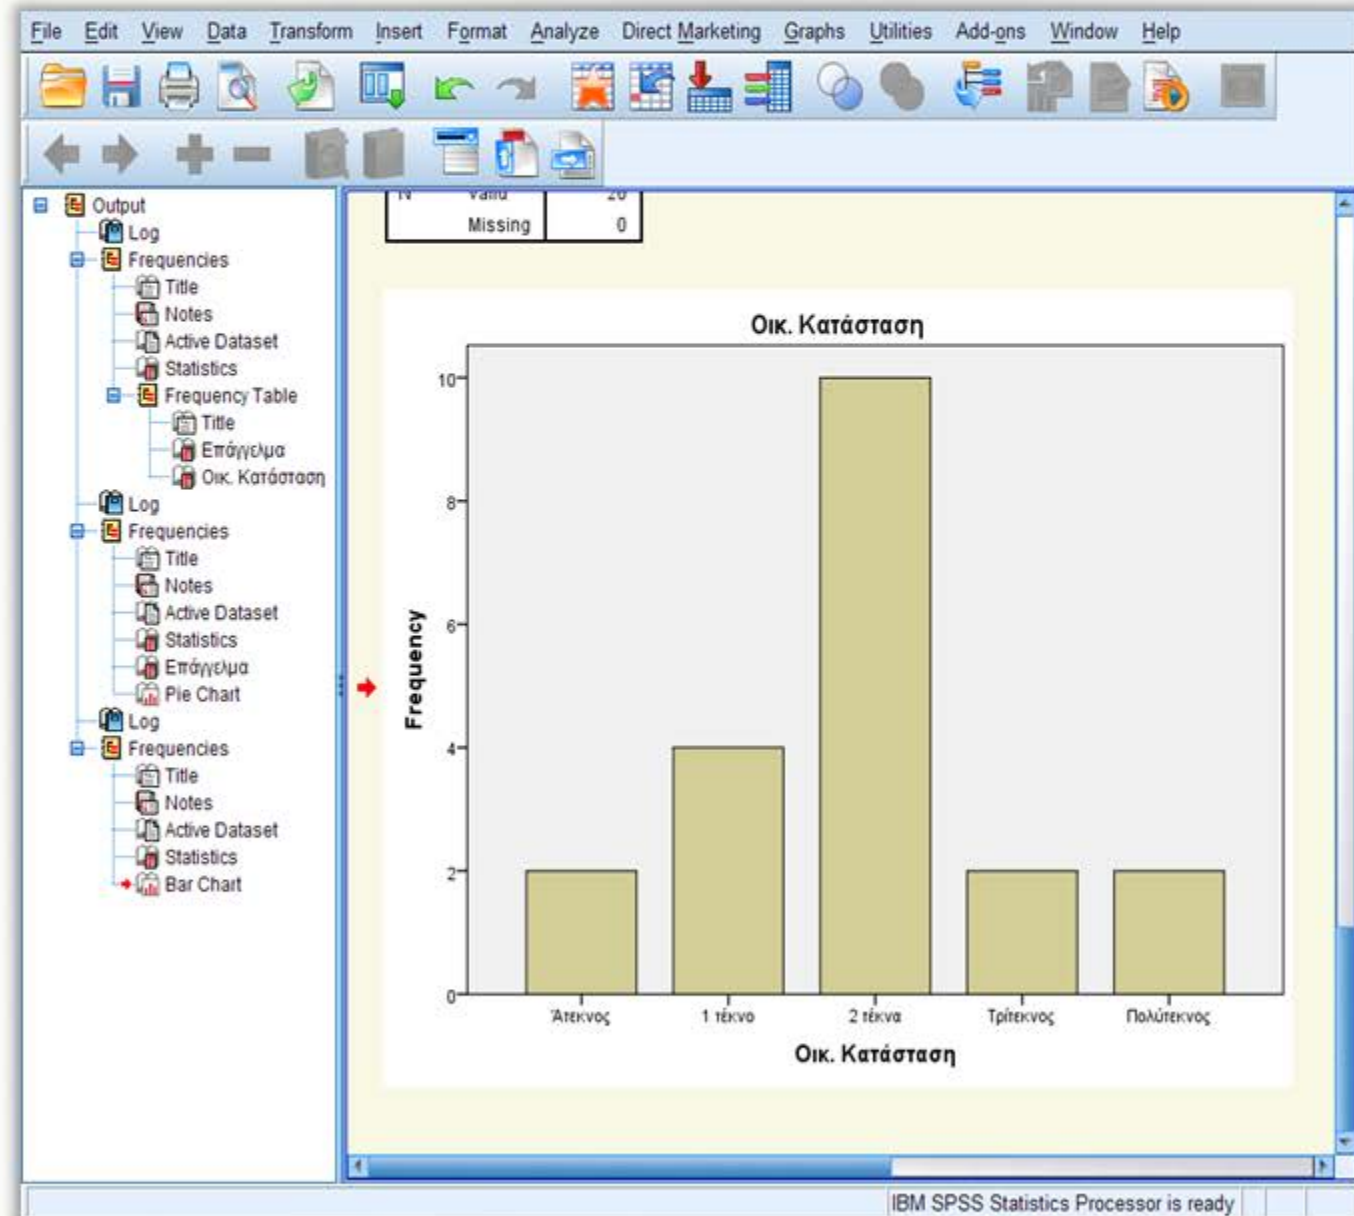 File Edit View Data Transform Insert Format Analyze Direct Marketing Graphs Utilities Add-ons Window Help
Output
Log
Frequencies
Title
Notes
Active Dataset
Statistics
Frequency Table
Title
Επάγγελμα
Οικ. Κατάσταση
Log
Frequencies
Title
Notes
Active Dataset
Statistics
Επάγγελμα
Pie Chart
Log
Frequencies
Title
Notes
Active Dataset
Statistics
Bar Chart
N Valid 20
Missing 0
Οικ. Κατάσταση
10
8
6
4
2
0
Frequency
Άτεκνος 1 τέκνο 2 τέκνα Τρίτεκνος Πολύτεκνος
Οικ. Κατάσταση
IBM SPSS Statistics Processor is ready